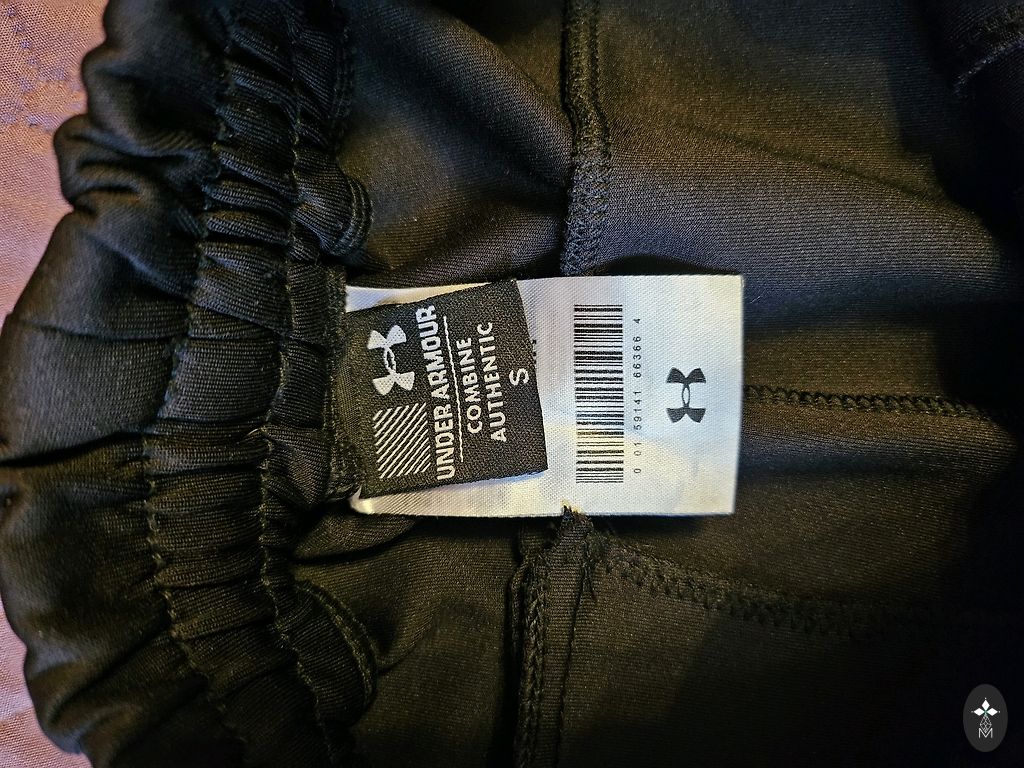 UNDER ARMOUR
COMBINE
AUTHENTIC
S
0 01 59141 66366 4
M